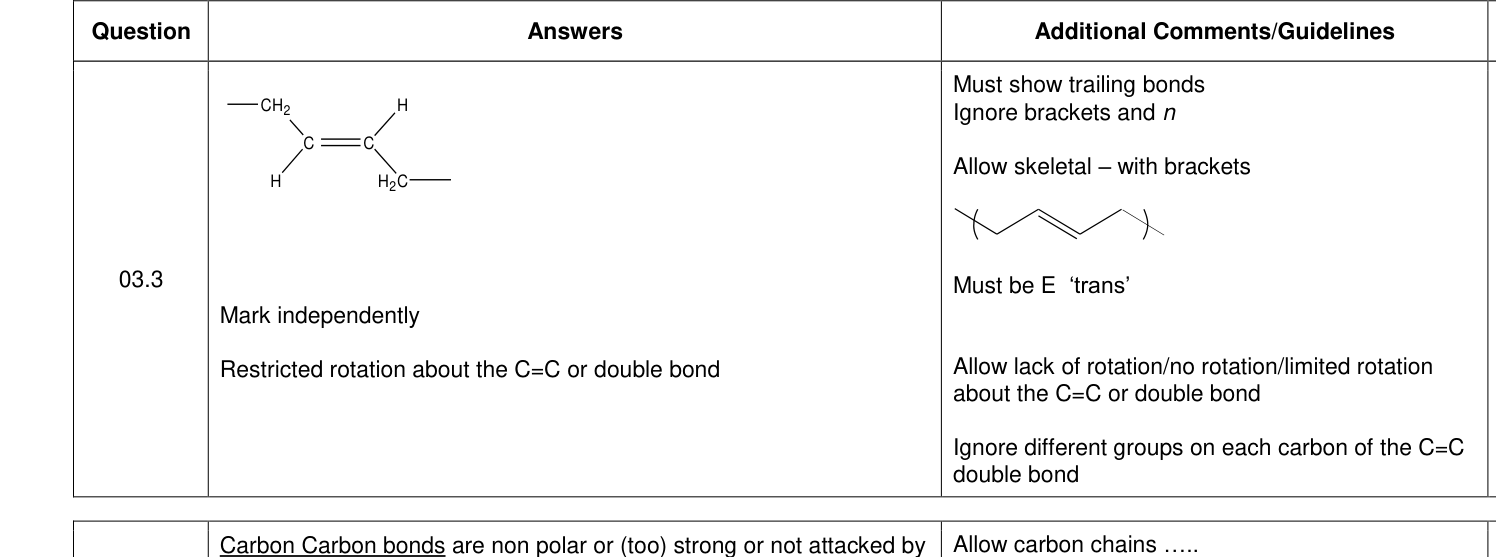 Question Answers Additional Comments/Guidelines
03.3
CH2 H
C C
H H2C
Mark independently
Restricted rotation about the C=C or double bond
Must show trailing bonds
Ignore brackets and n
Allow skeletal – with brackets
Must be E ‘trans’
Allow lack of rotation/no rotation/limited rotation
about the C=C or double bond
Ignore different groups on each carbon of the C=C
double bond
Carbon Carbon bonds are non polar or (too) strong or not attacked by
Allow carbon chains …..